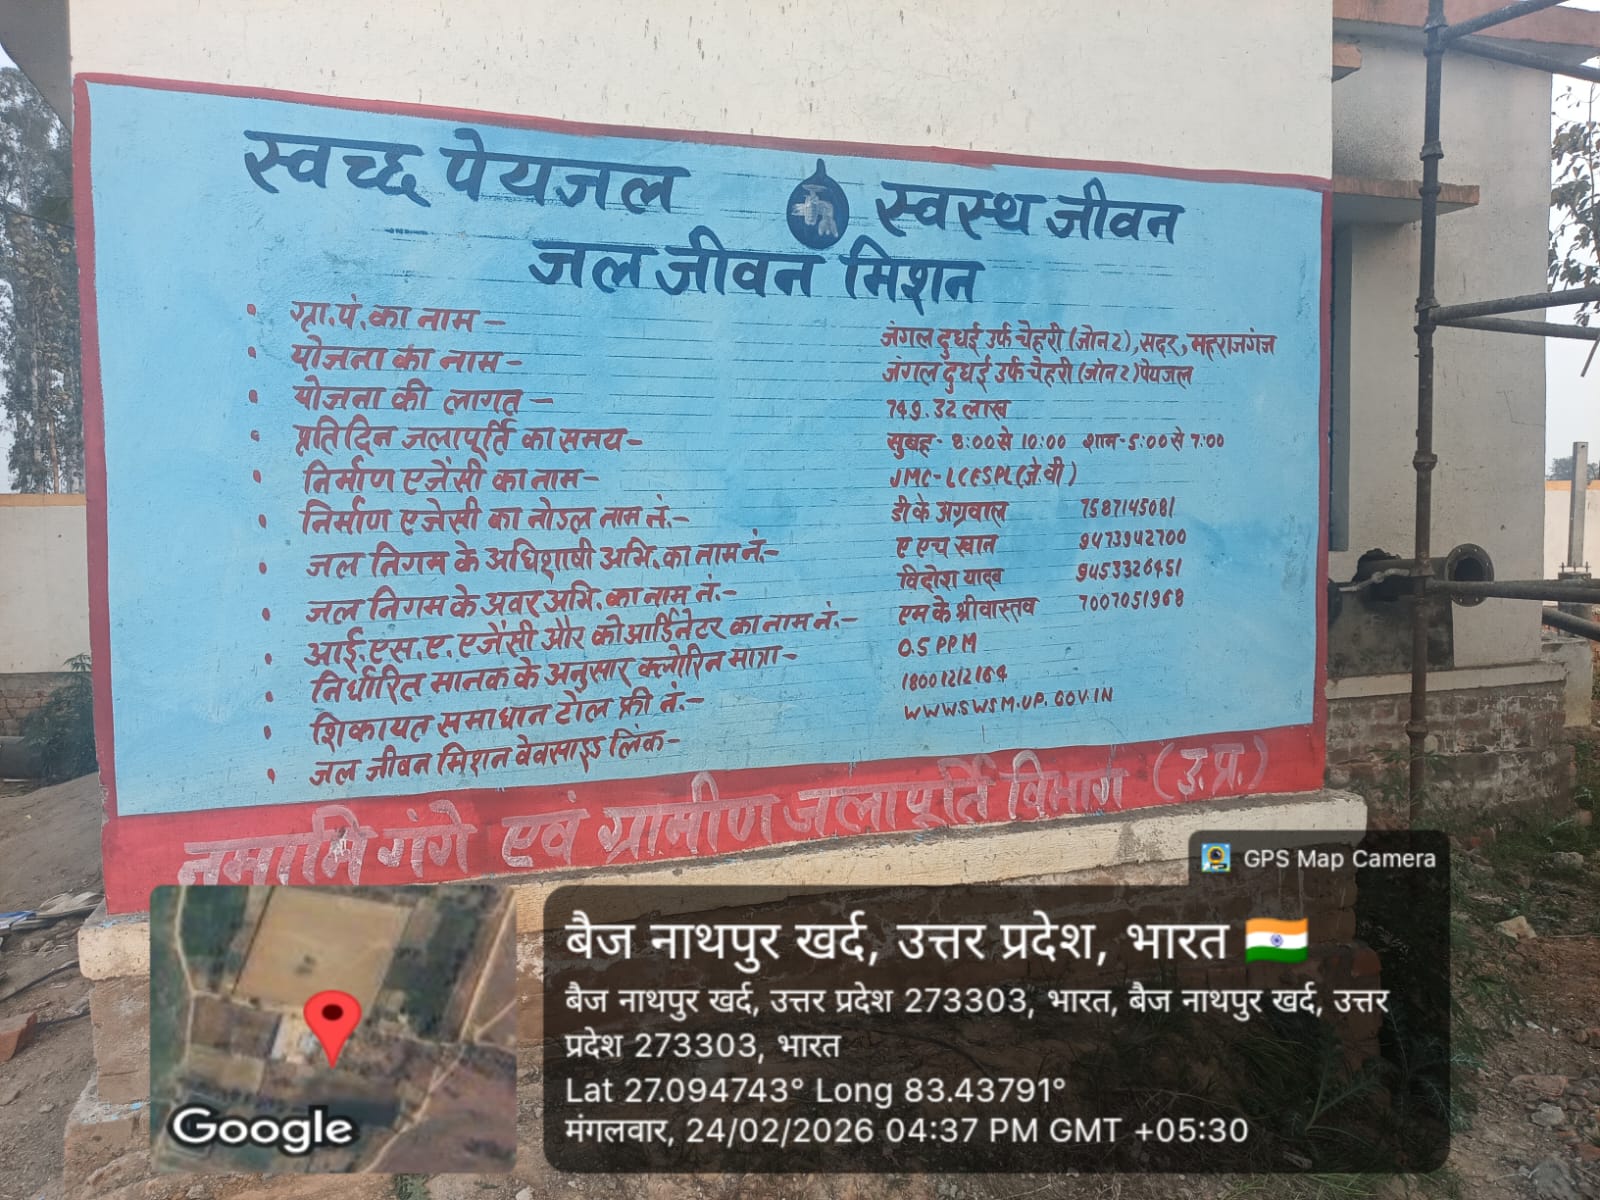 स्वच्छ पेयजल स्वस्थ जीवन
जल जीवन मिशन
ग्रा.पं. का नाम – जंगल दुधई उर्फ चेहरी (जोन 2), सदर, महराजगंज
योजना का नाम – जंगल दुधई उर्फ चेहरी (जोन 2) पेयजल
योजना की लागत – 749.32 लाख
प्रतिदिन जलापूर्ति का समय – सुबह - 8:00 से 10:00 शाम - 5:00 से 7:00
निर्माण एजेंसी का नाम – JMC-LCESPL (जे.वी)
निर्माण एजेंसी का नोडल नाम नं. – डी के अग्रवाल 7587145081
जल निगम के अधिशाषी अभि. का नाम नं. – ए एच खान 9473942700
जल निगम के अवर अभि. का नाम नं. – यादव
आई.एस.ए. एजेंसी और कोआर्डिनेटर का नाम नं. – एम के श्रीवास्तव 7007051968
निर्धारित मानक के अनुसार क्लोरिन मात्रा – 0.5 PPM
शिकायत समाधान टोल फ्री नं. – 18001212164
जल जीवन मिशन वेवसाइड लिंक – WWWSWSM.UP.GOV.IN
नमामि गंगे एवं ग्रामीण जलापूर्ति विभाग (उ.प्र.)
GPS Map Camera
बैज नाथपुर खर्द, उत्तर प्रदेश, भारत
बैज नाथपुर खर्द, उत्तर प्रदेश 273303, भारत, बैज नाथपुर खर्द, उत्तर
प्रदेश 273303, भारत
Lat 27.094743° Long 83.43791°
मंगलवार, 24/02/2026 04:37 PM GMT +05:30
Google